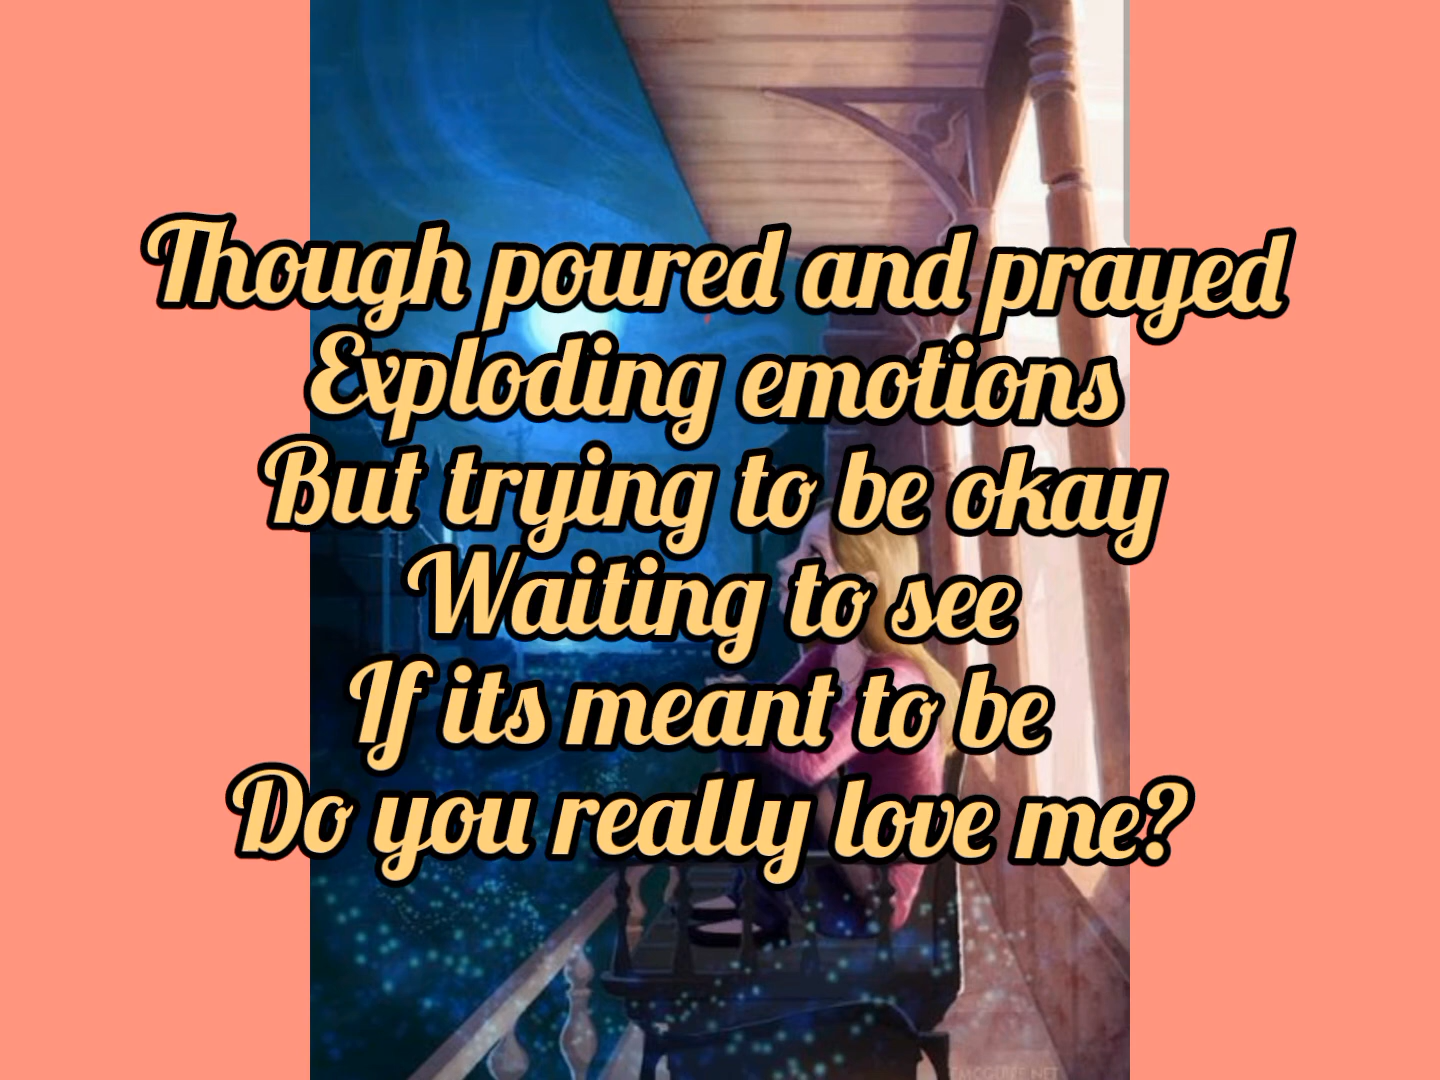 Though poured and prayed
Exploding emotions
But trying to be okay
Waiting to see
If its meant to be
Do you really love me?